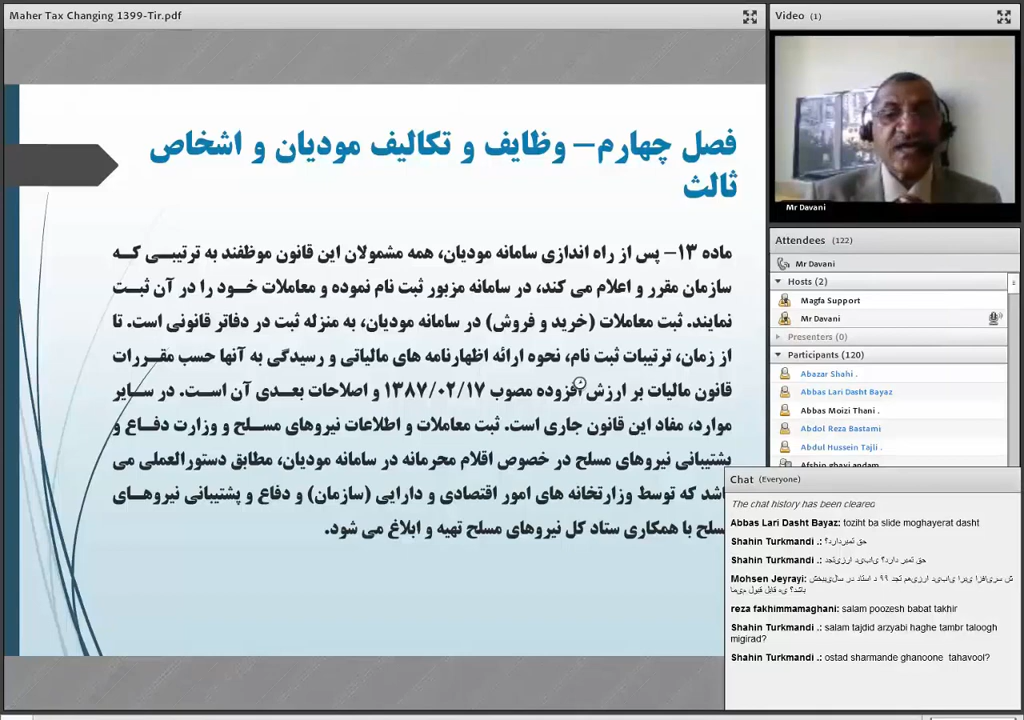 Maher Tax Changing 1399-Tir.pdf
فصل چهارم– وظایف و تکالیف مودیان و اشخاص
ثالث
ماده ۱۳– پس از راه اندازی سامانه مودیان، همه مشمولان این قانون موظفند به ترتیبی که
سازمان مقرر و اعلام می کند، در سامانه مزبور ثبت نام نموده و معاملات خود را در آن ثبت
نمایند. ثبت معاملات (خرید و فروش) در سامانه مودیان، به منزله ثبت در دفاتر قانونی است. تا
از زمان، ترتیبات ثبت نام، نحوه ارائه اظهارنامه های مالیاتی و رسیدگی به آنها حسب مقررات
قانون مالیات بر ارزش افزوده مصوب ۱۳۸۷/۰۲/۱۷ و اصلاحات بعدی آن است. در سایر
موارد، مفاد این قانون جاری است. ثبت معاملات و اطلاعات نیروهای مسلح و وزارت دفاع و
پشتیبانی نیروهای مسلح در خصوص اقلام محرمانه در سامانه مودیان، مطابق دستورالعملی می
باشد که توسط وزارتخانه های امور اقتصادی و دارایی (سازمان) و دفاع و پشتیبانی نیروهای
مسلح با همکاری ستاد کل نیروهای مسلح تهیه و ابلاغ می شود.
Video (1)
Mr Davani
Attendees (122)
Mr Davani
Hosts (2)
Magfa Support
Mr Davani
Presenters (0)
Participants (120)
Abazar Shahi .
Abbas Lari Dasht Bayaz
Abbas Moizi Thani .
Abdol Reza Bastami
Abdul Hussein Tajli .
Afshin ghavi andam
Chat (Everyone)
The chat history has been cleared
Abbas Lari Dasht Bayaz: toziht ba slide moghayerat dasht
Shahin Turkmandi .: حق تمبردارد؟
Shahin Turkmandi .: حق تمبر دارد؟
Mohsen Jeyrayi:
reza fakhimmamaghani: salam poozesh babat takhir
Shahin Turkmandi .: salam tajdid arzyabi haghe tambr taloogh
migirad?
Shahin Turkmandi .: ostad sharmande ghanoone tahavool?